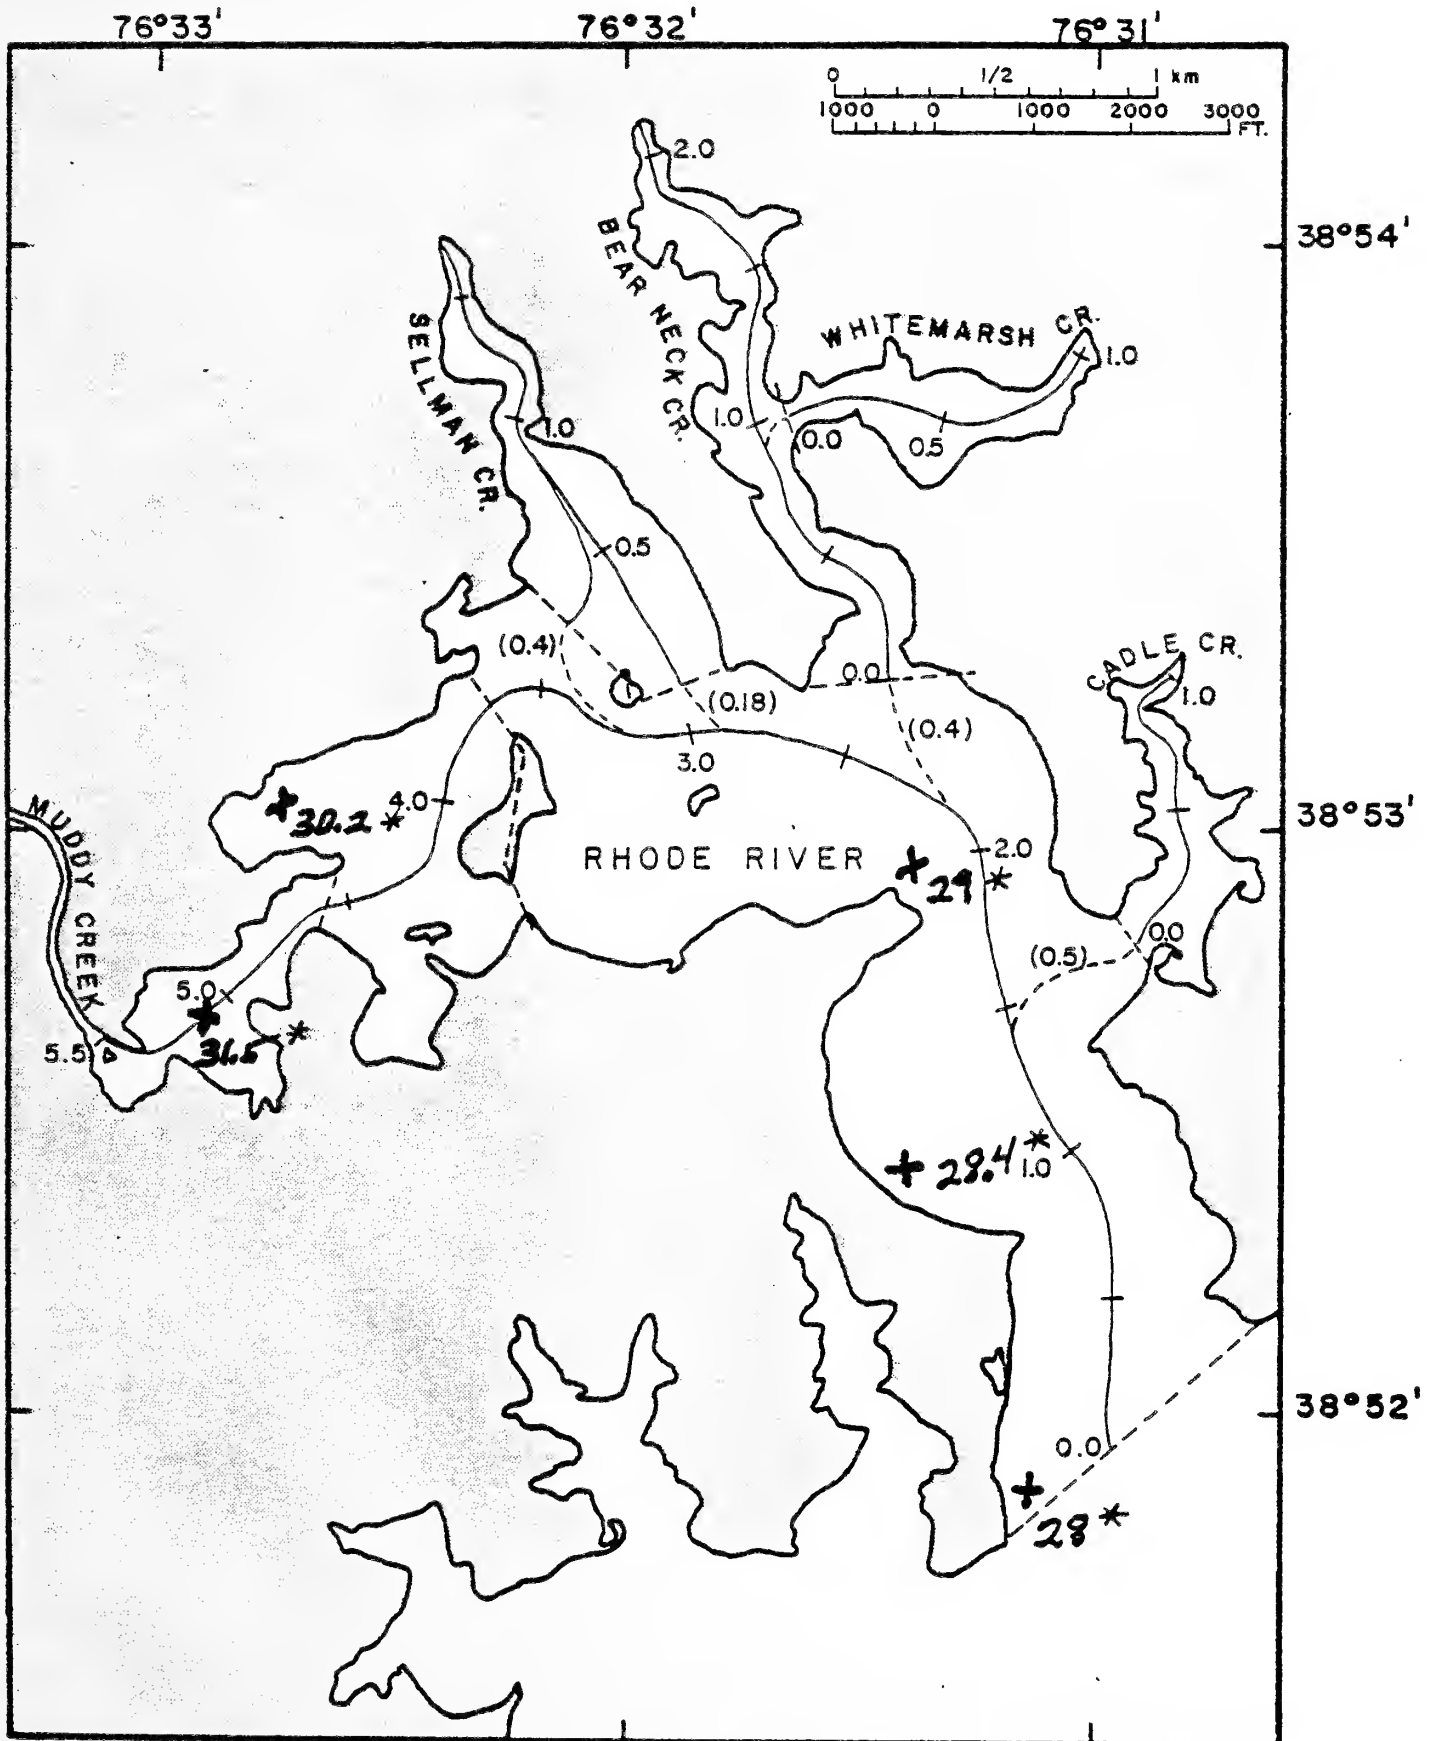 76°33' 76°32' 76°31'
0 1/2 1 km
1000 0 1000 2000 3000
FT.
2.0
38°54'
BEAR NECK CR.
SELLMAN CR.
WHITEMARSH CR.
1.0
1.0
1.0
0.0
0.5
0.5
(0.4)
CADLE CR.
0.0
1.0
(0.18)
(0.4)
3.0
4.0
30.2*
38°53'
MUDDY CREEK
RHODE RIVER
2.0
29*
0.0
(0.5)
5.0
31.5*
5.5
28.4*
1.0
38°52'
0.0
28*